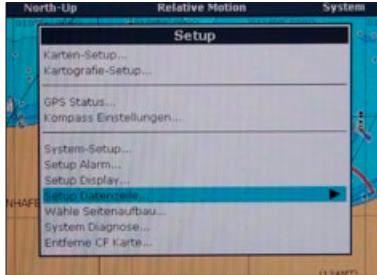 North-Up Relative Motion System
Setup
Karten-Setup...
Kartografie-Setup...
GPS Status...
Kompass Einstellungen...
System-Setup...
Setup Alarm...
Setup Display...
Setup Datenzeile...
Wähle Seitenaufbau...
System Diagnose...
Entferne CF Karte...
NHAFE